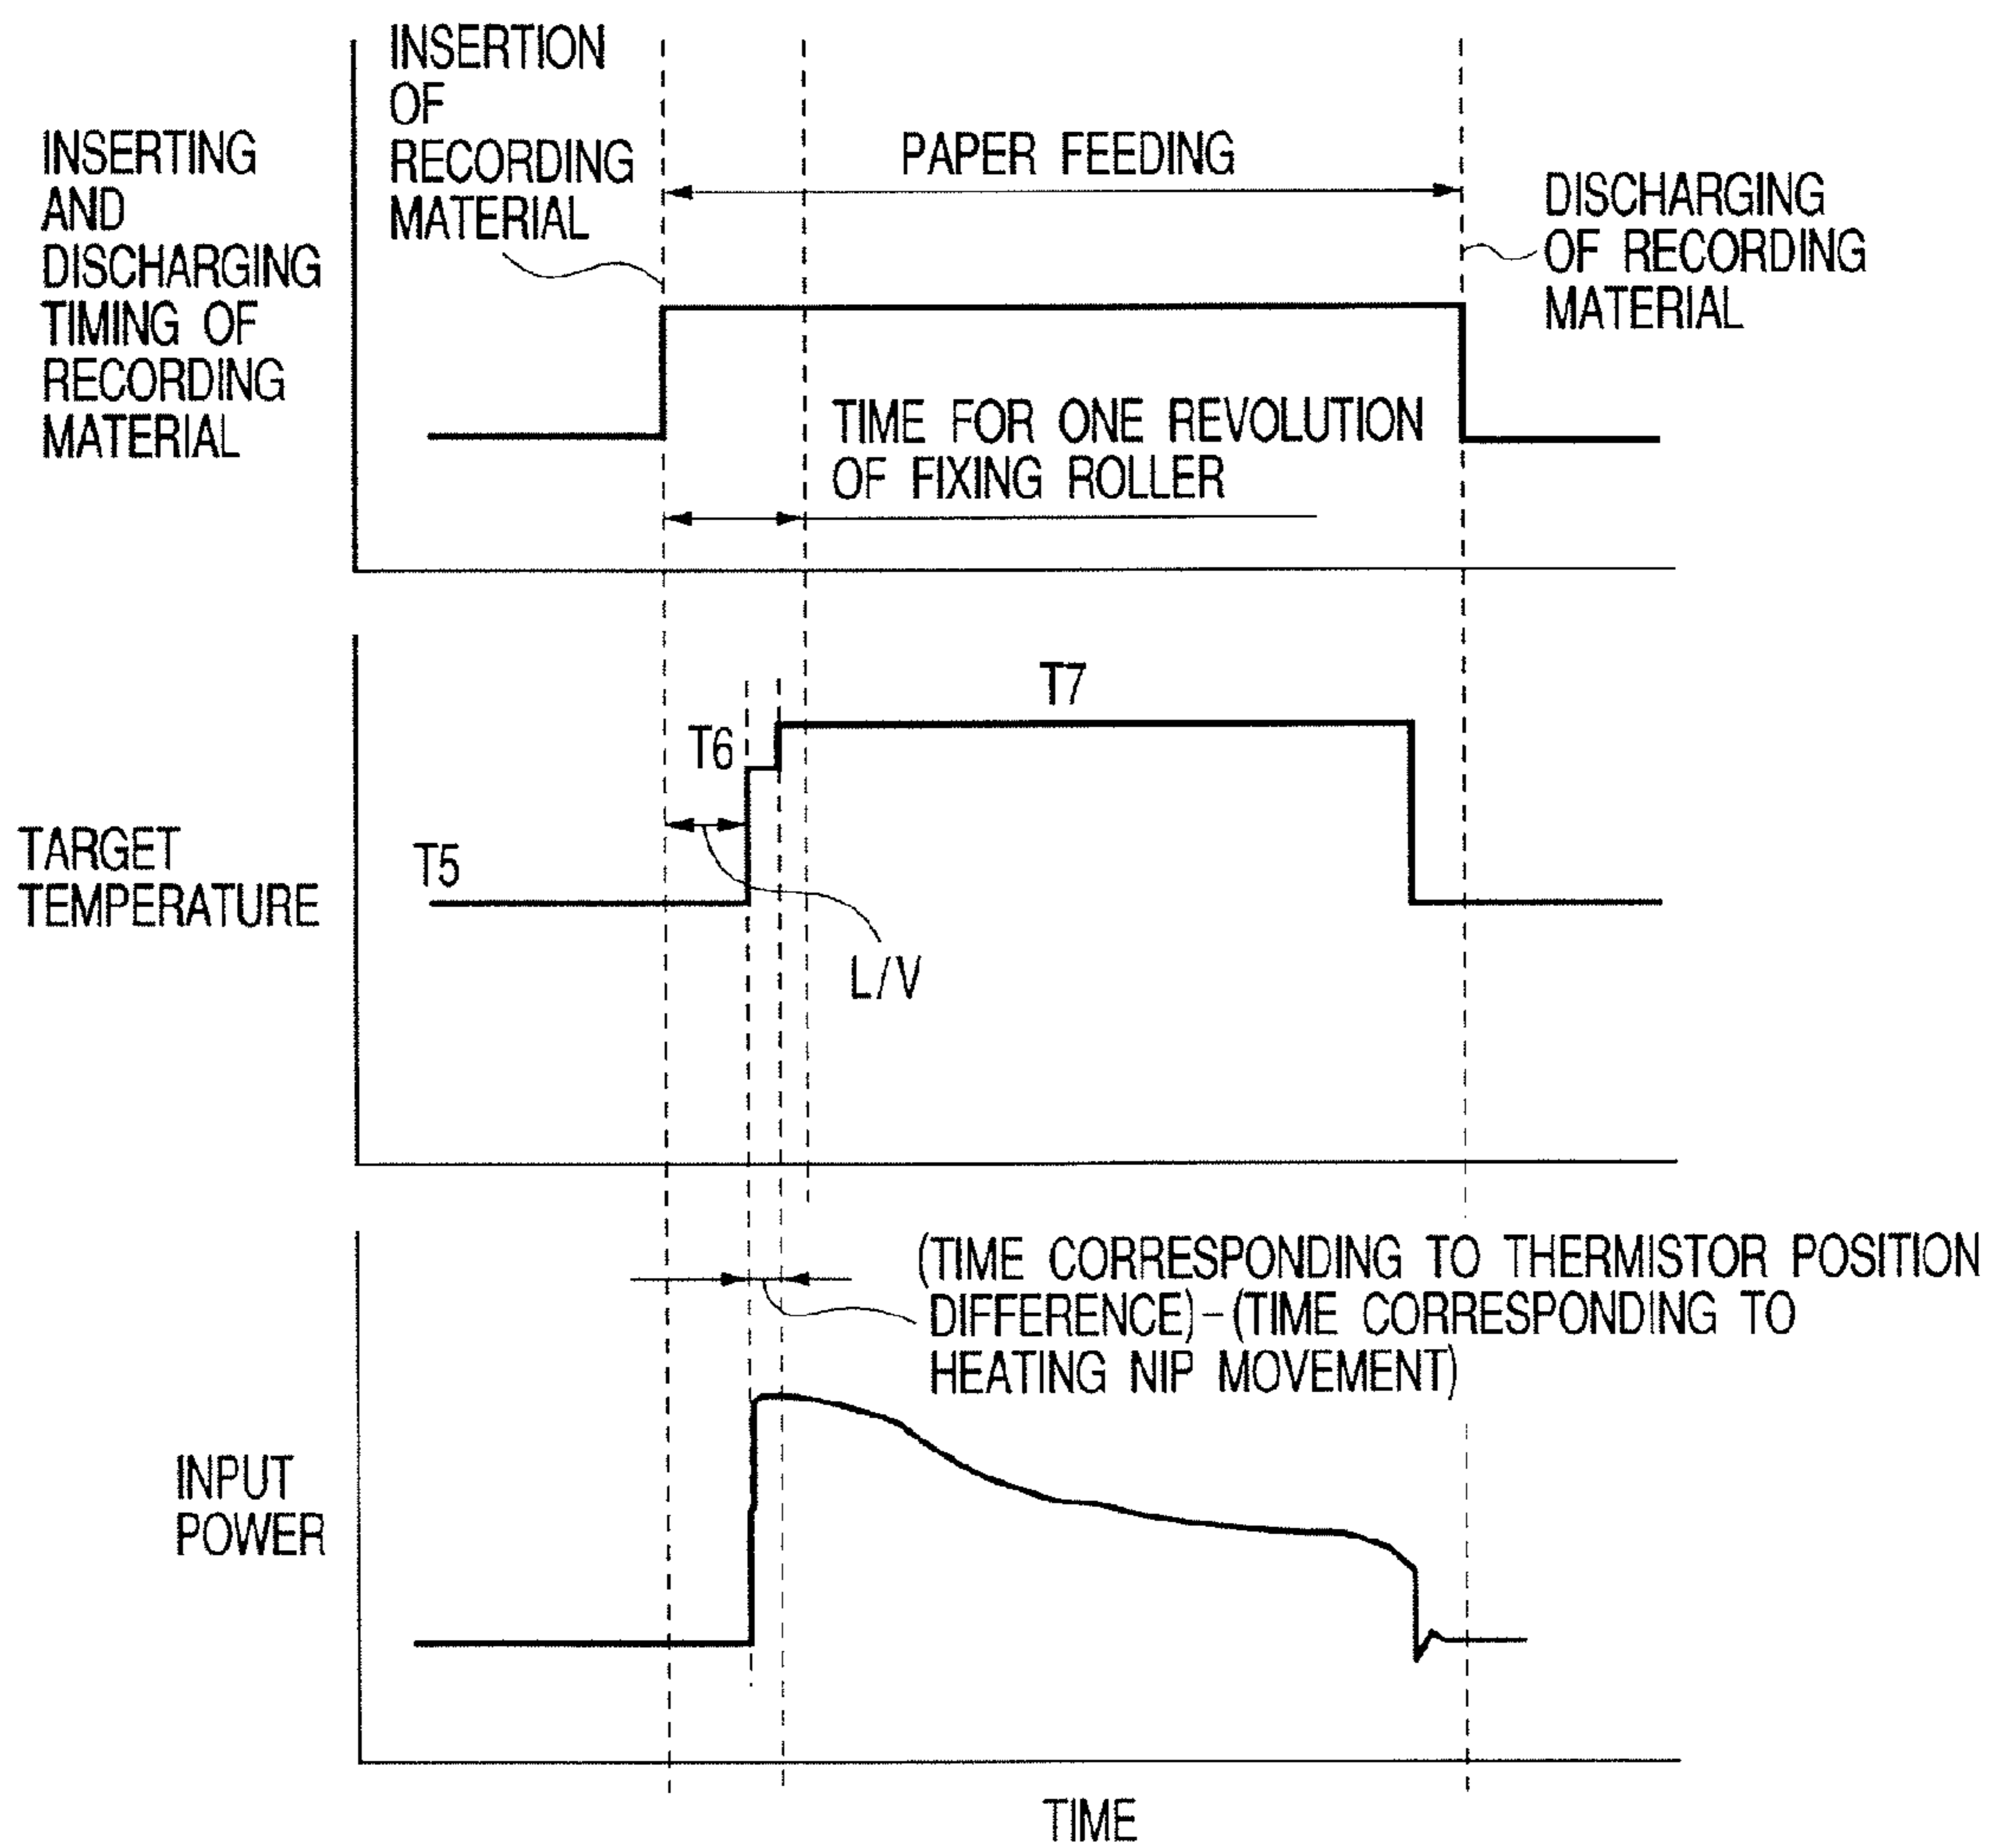 INSERTION
OF
RECORDING
MATERIAL
INSERTING
AND
DISCHARGING
TIMING OF
RECORDING
MATERIAL
PAPER FEEDING
DISCHARGING
OF RECORDING
MATERIAL
TIME FOR ONE REVOLUTION
OF FIXING ROLLER
T7
T6
T5
TARGET
TEMPERATURE
L/V
(TIME CORRESPONDING TO THERMISTOR POSITION
DIFFERENCE)-(TIME CORRESPONDING TO
HEATING NIP MOVEMENT)
INPUT
POWER
TIME